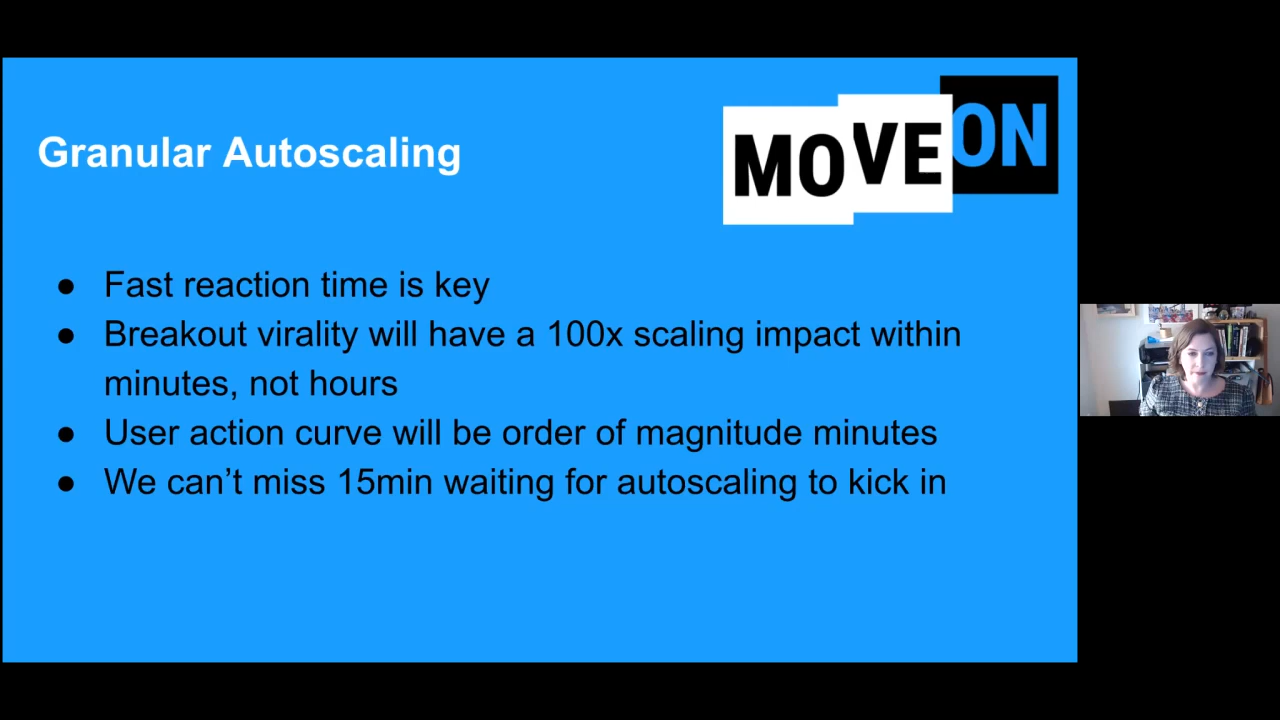 MOVEON
Granular Autoscaling
● Fast reaction time is key
● Breakout virality will have a 100x scaling impact within
minutes, not hours
● User action curve will be order of magnitude minutes
● We can’t miss 15min waiting for autoscaling to kick in